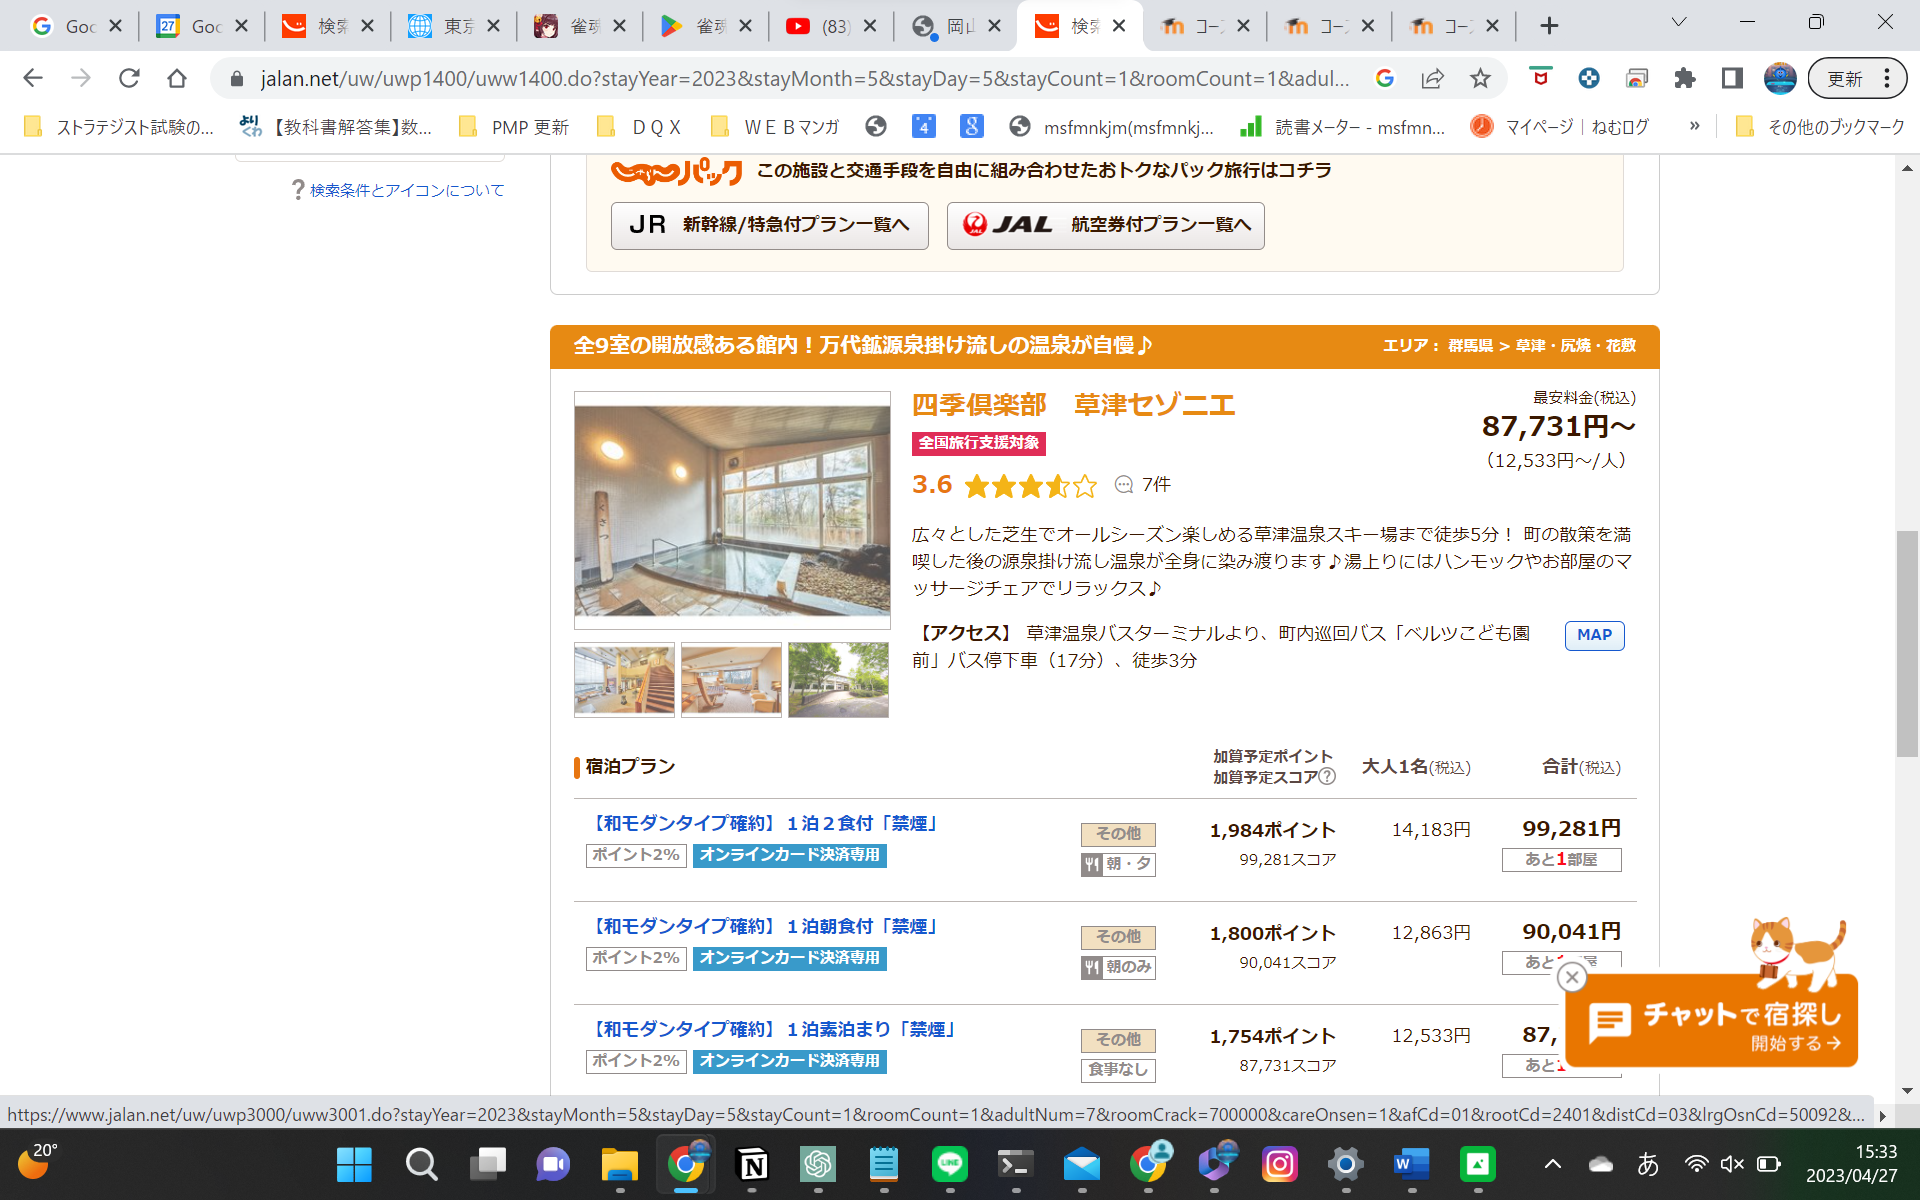 Goc
Goc
検索
東京
雀魂
雀魂
(83)
岡山
検索
コー
コー
コー
jalan.net/uw/uwp1400/uww1400.do?stayYear=2023&stayMonth=5&stayDay=5&stayCount=1&roomCount=1&adul...
更新
ストラテジスト試験の...
よりくわ
【教科書解答集】数...
PMP 更新
ＤＱＸ
ＷＥＢマンガ
4
msfmnkjm(msfmnkj...
読書メーター - msfmn...
マイページ | ねむログ
»
その他のブックマーク
検索条件とアイコンについて
じゃらんパック この施設と交通手段を自由に組み合わせたおトクなパック旅行はコチラ
JR 新幹線/特急付プラン一覧へ
JAL 航空券付プラン一覧へ
全9室の開放感ある館内！万代鉱源泉掛け流しの温泉が自慢♪
エリア： 群馬県 > 草津・尻焼・花敷
四季倶楽部　草津セゾニエ
全国旅行支援対象
最安料金(税込)
87,731円～
（12,533円～/人）
3.6
7件
広々とした芝生でオールシーズン楽しめる草津温泉スキー場まで徒歩5分！ 町の散策を満
喫した後の源泉掛け流し温泉が全身に染み渡ります♪湯上りにはハンモックやお部屋のマ
ッサージチェアでリラックス♪
【アクセス】 草津温泉バスターミナルより、町内巡回バス「ベルツこども園
前」バス停下車（17分）、徒歩3分
MAP
宿泊プラン
加算予定ポイント
加算予定スコア?
大人1名(税込)
合計(税込)
【和モダンタイプ確約】１泊２食付「禁煙」
ポイント2%
オンラインカード決済専用
その他
朝・夕
1,984ポイント
99,281スコア
14,183円
99,281円
あと1部屋
【和モダンタイプ確約】１泊朝食付「禁煙」
ポイント2%
オンラインカード決済専用
その他
朝のみ
1,800ポイント
90,041スコア
12,863円
90,041円
あと
【和モダンタイプ確約】１泊素泊まり「禁煙」
ポイント2%
オンラインカード決済専用
その他
食事なし
1,754ポイント
87,731スコア
12,533円
87,
あと1
チャットで宿探し
開始する→
https://www.jalan.net/uw/uwp3000/uww3001.do?stayYear=2023&stayMonth=5&stayDay=5&stayCount=1&roomCount=1&adultNum=7&roomCrack=700000&careOnsen=1&afCd=01&rootCd=2401&distCd=03&lrgOsnCd=50092&...
20°
あ
15:33
2023/04/27